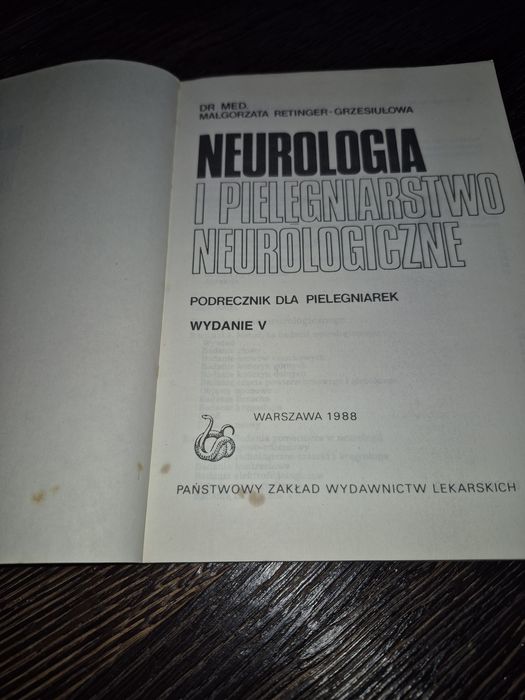 DR MED.
MAŁGORZATA RETINGER-GRZESIUŁOWA
NEUROLOGIA
I PIELĘGNIARSTWO
NEUROLOGICZNE
PODRĘCZNIK DLA PIELĘGNIAREK
WYDANIE V
WARSZAWA 1988
PAŃSTWOWY ZAKŁAD WYDAWNICTW LEKARSKICH